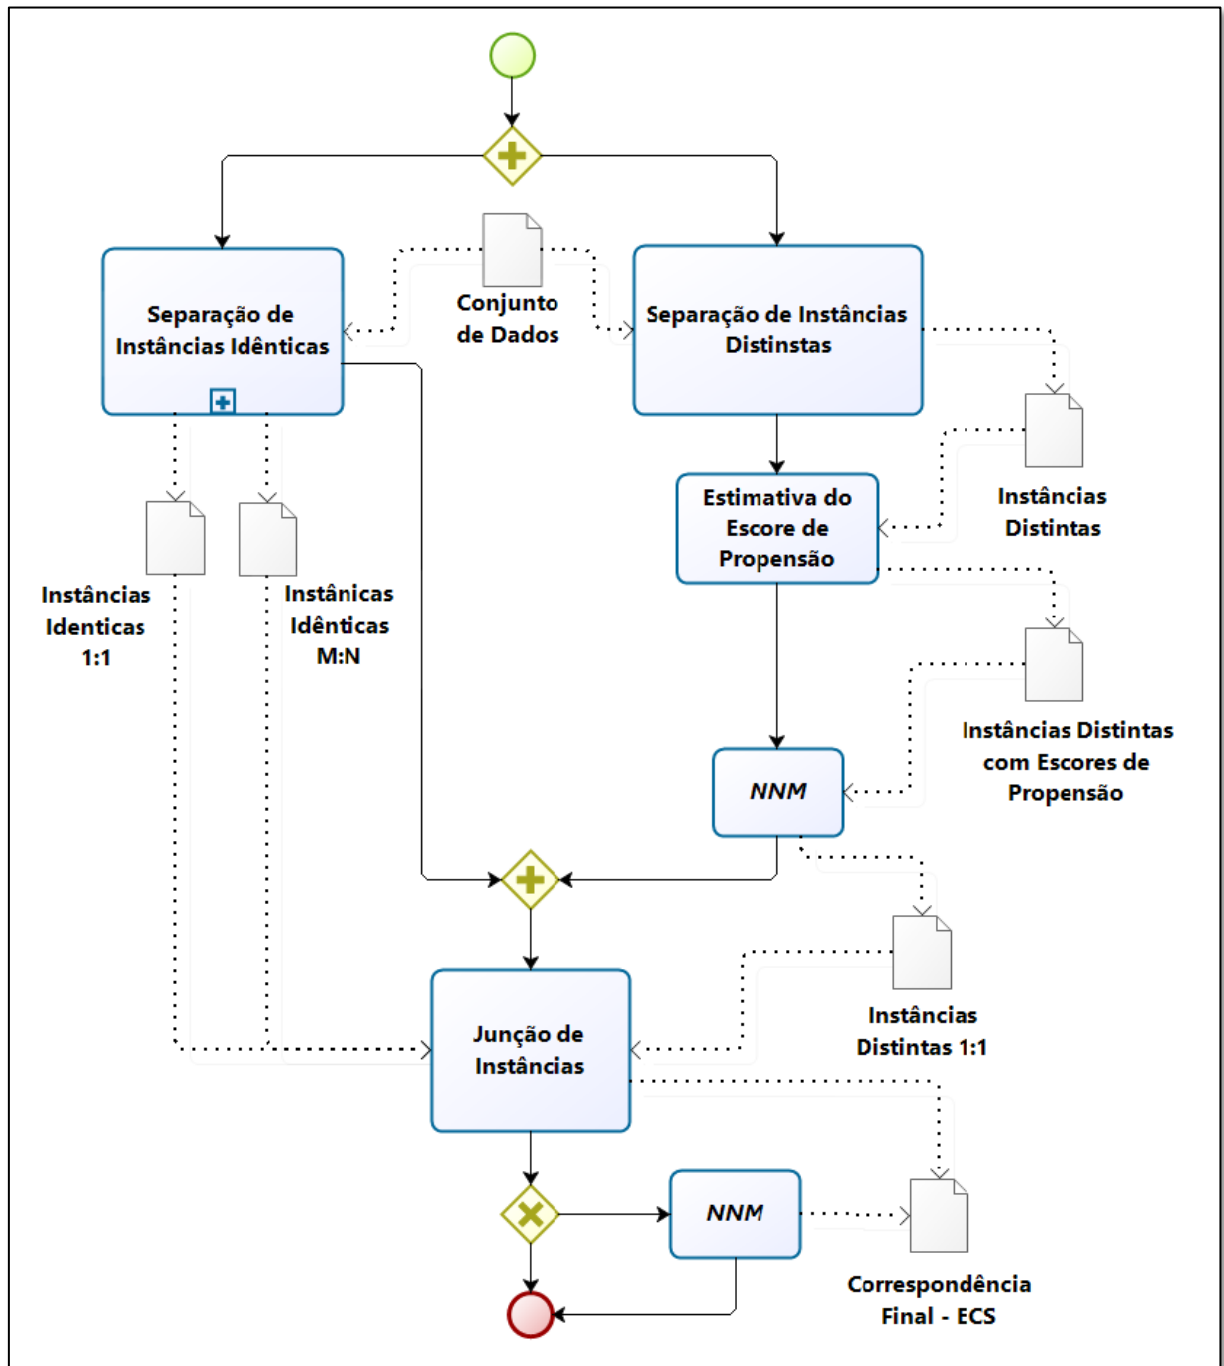 Conjunto
de Dados
Separação de
Instâncias Idênticas
Separação de Instâncias
Distinstas
Instâncias
Distintas
Estimativa do
Escore de
Propensão
Instâncias
Identicas
1:1
Instânicas
Idênticas
M:N
Instâncias Distintas
com Escores de
Propensão
NNM
Instâncias
Distintas 1:1
Junção de
Instâncias
NNM
Correspondência
Final - ECS